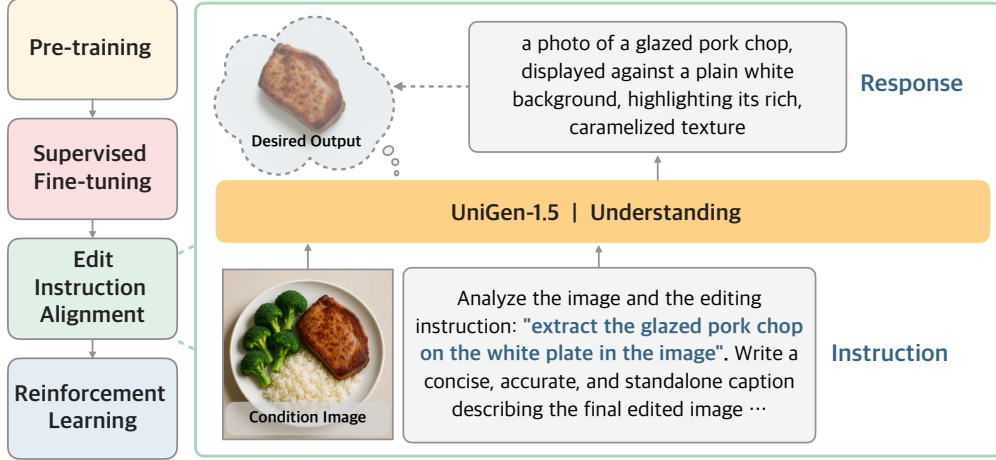 Pre-training
Supervised
Fine-tuning
Edit
Instruction
Alignment
Reinforcement
Learning
a photo of a glazed pork chop,
displayed against a plain white
background, highlighting its rich,
caramelized texture
Response
Desired Output
UniGen-1.5 | Understanding
Condition Image
Analyze the image and the editing
instruction: "extract the glazed pork chop
on the white plate in the image". Write a
concise, accurate, and standalone caption
describing the final edited image ···
Instruction